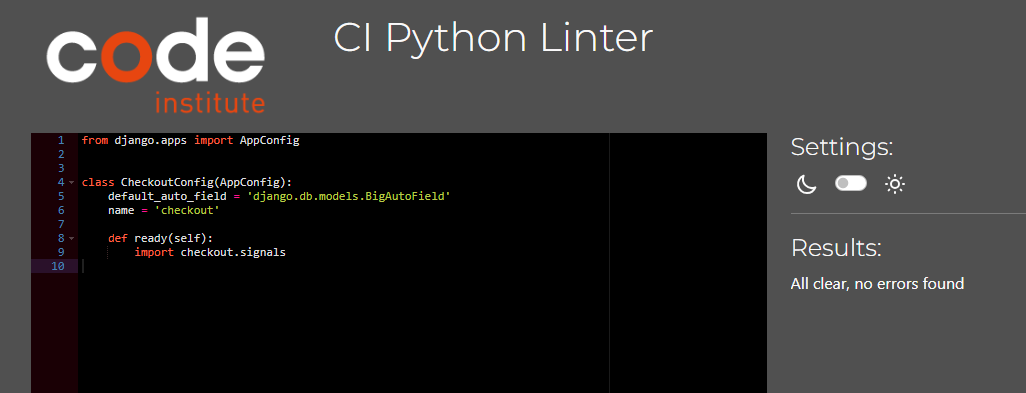 code
institute
CI Python Linter
1 from django.apps import AppConfig
2
3
4 class CheckoutConfig(AppConfig):
5     default_auto_field = 'django.db.models.BigAutoField'
6     name = 'checkout'
7
8     def ready(self):
9         import checkout.signals
10
Settings:
Results:
All clear, no errors found